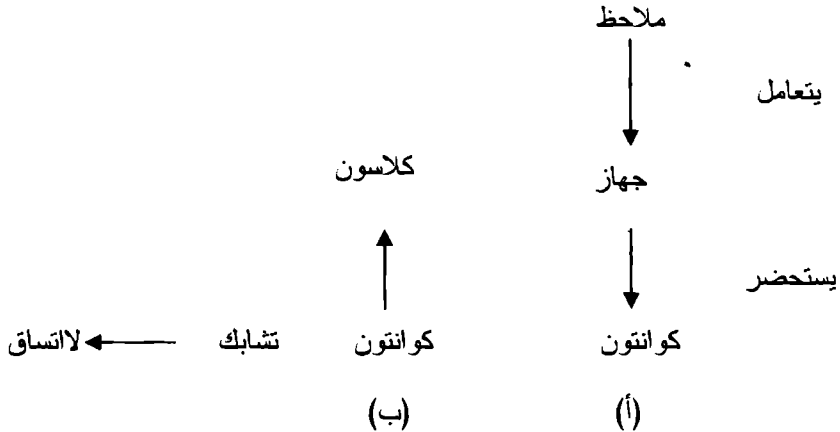 ملاحظ
يتعامل
كلاسون
جهاز
يستحضر
كوانتون
كوانتون
تشابك
لااتساق
(أ)
(ب)